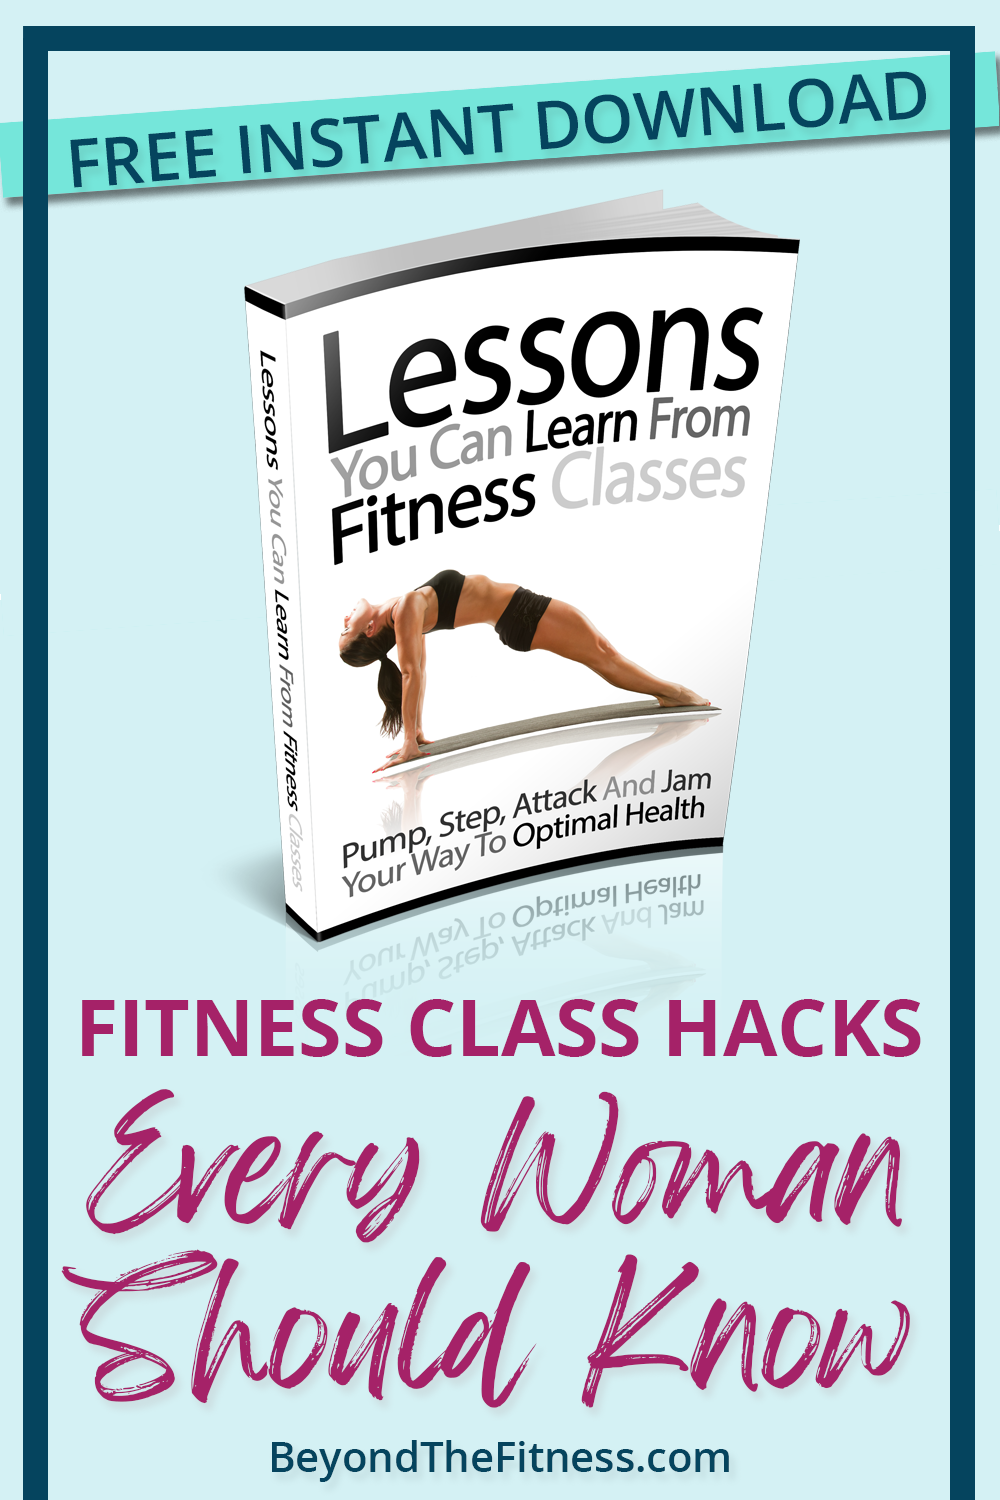 FREE INSTANT DOWNLOAD
Lessons
You Can Learn From
Fitness Classes
Lessons You Can Learn From Fitness Classes
Pump, Step, Attack And Jam
Your Way To Optimal Health
Your Way To Optimal Health
Pump, Step, Attack And Jam
FITNESS CLASS HACKS
Every Woman
Should Know
BeyondTheFitness.com